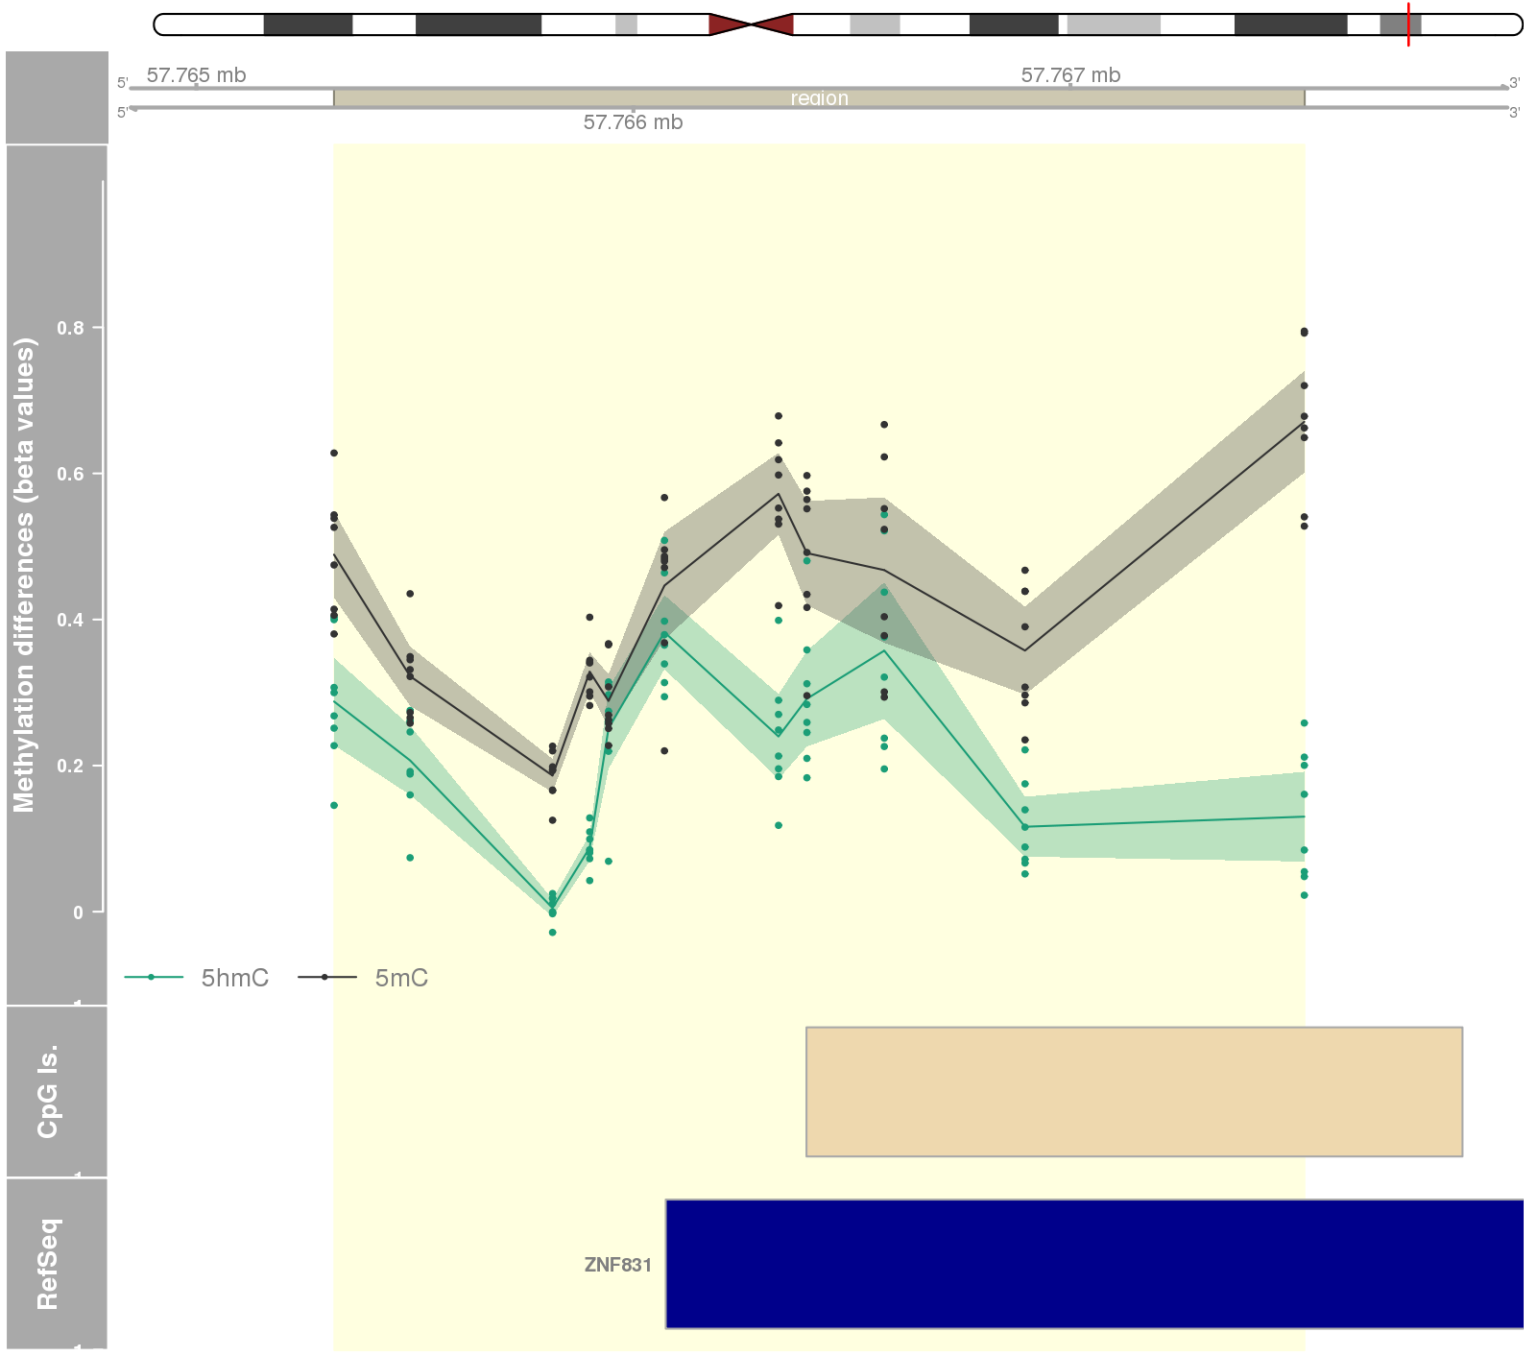 57.765 mb
57.767 mb
5'
3'
region
5'
3'
57.766 mb
Methylation differences (beta values)
0.8
0.6
0.4
0.2
0
5hmC
5mC
CpG Is.
RefSeq
ZNF831